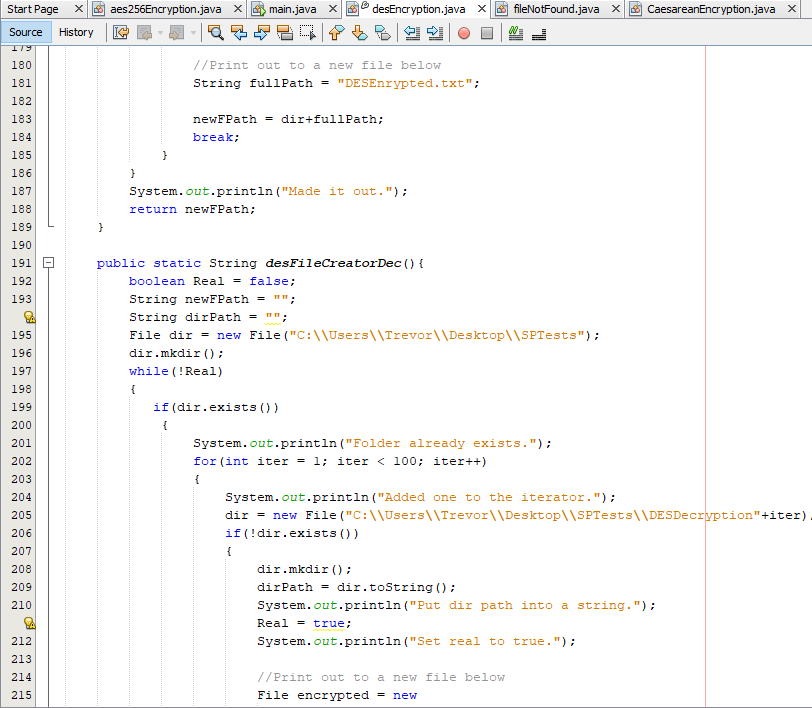 Start Page aes256Encryption.java main.java desEncryption.java fileNotFound.java CaesareanEncryption.java
Source History
179
180 //Print out to a new file below
181 String fullPath = "DESEnrypted.txt";
182
183 newFPath = dir+fullPath;
184 break;
185 }
186 }
187 System.out.println("Made it out.");
188 return newFPath;
189 }
190
191 public static String desFileCreatorDec(){
192 boolean Real = false;
193 String newFPath = "";
String dirPath = "";
195 File dir = new File("C:\\Users\\Trevor\\Desktop\\SPTests");
196 dir.mkdir();
197 while(!Real)
198 {
199 if(dir.exists())
200 {
201 System.out.println("Folder already exists.");
202 for(int iter = 1; iter < 100; iter++)
203 {
204 System.out.println("Added one to the iterator.");
205 dir = new File("C:\\Users\\Trevor\\Desktop\\SPTests\\DESDecryption"+iter)
206 if(!dir.exists())
207 {
208 dir.mkdir();
209 dirPath = dir.toString();
210 System.out.println("Put dir path into a string.");
Real = true;
212 System.out.println("Set real to true.");
213
214 //Print out to a new file below
215 File encrypted = new